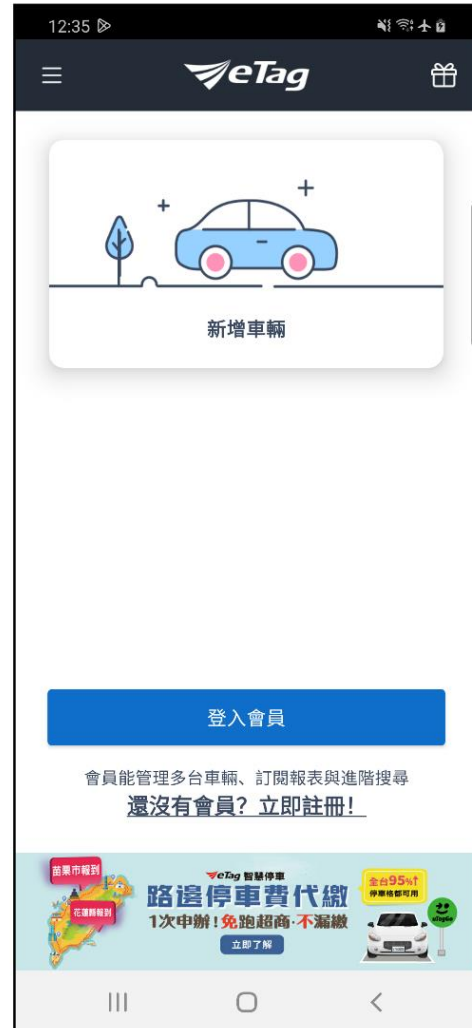 12:35
eTag
新增車輛
登入會員
會員能管理多台車輛、訂閱報表與進階搜尋
還沒有會員？立即註冊！
苗栗市報到
花蓮縣報到
eTag 智慧停車
路邊停車費代繳
1次申辦！免跑超商·不漏繳
立即了解
全台95%↑
停車格都可用